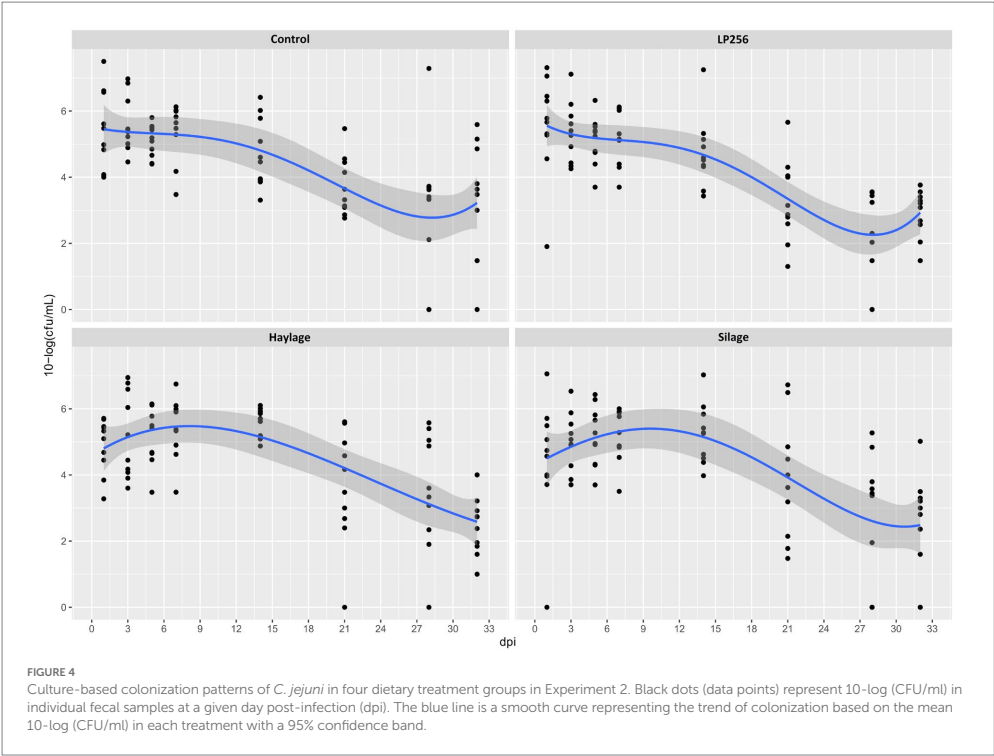 Control
LP256
6
4
2
0
Haylage
Silage
6
4
2
0
10−log(cfu/mL)
0 3 6 9 12 15 18 21 24 27 30 33
0 3 6 9 12 15 18 21 24 27 30 33
dpi
FIGURE 4
Culture-based colonization patterns of C. jejuni in four dietary treatment groups in Experiment 2. Black dots (data points) represent 10-log (CFU/ml) in
individual fecal samples at a given day post-infection (dpi). The blue line is a smooth curve representing the trend of colonization based on the mean
10-log (CFU/ml) in each treatment with a 95% confidence band.